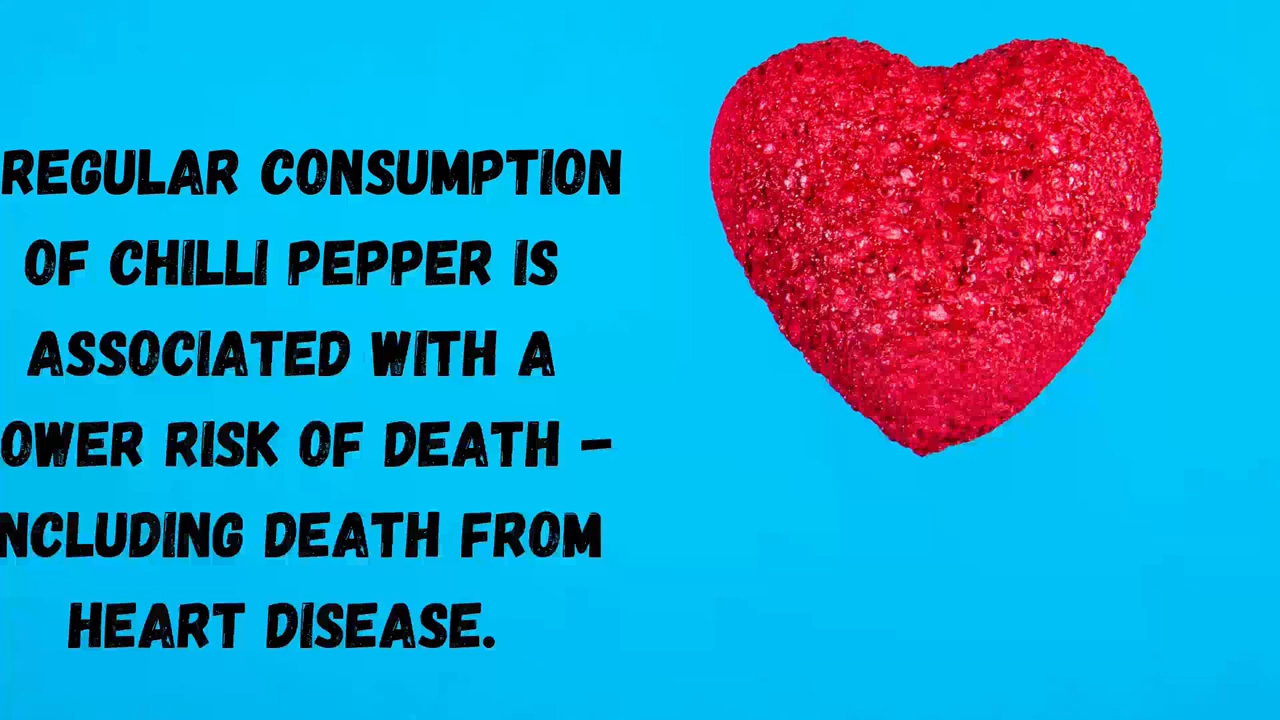 REGULAR CONSUMPTION
OF CHILLI PEPPER IS
ASSOCIATED WITH A
OWER RISK OF DEATH –
NCLUDING DEATH FROM
HEART DISEASE.